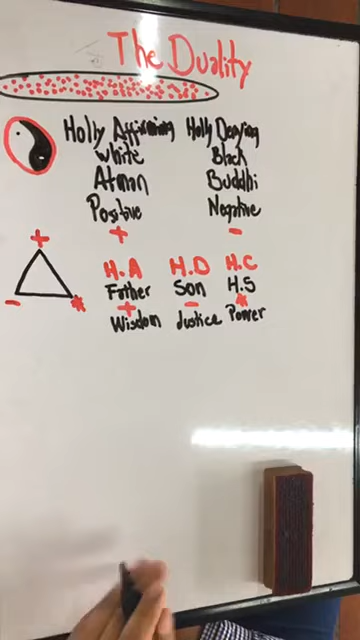 The Duality
Holly Affirming Holly Denying
White Black
Atman Buddhi
Positive Negative
+ -
+
H.A H.D H.C
Father Son H.S
- + - *
* Wisdom Justice Power